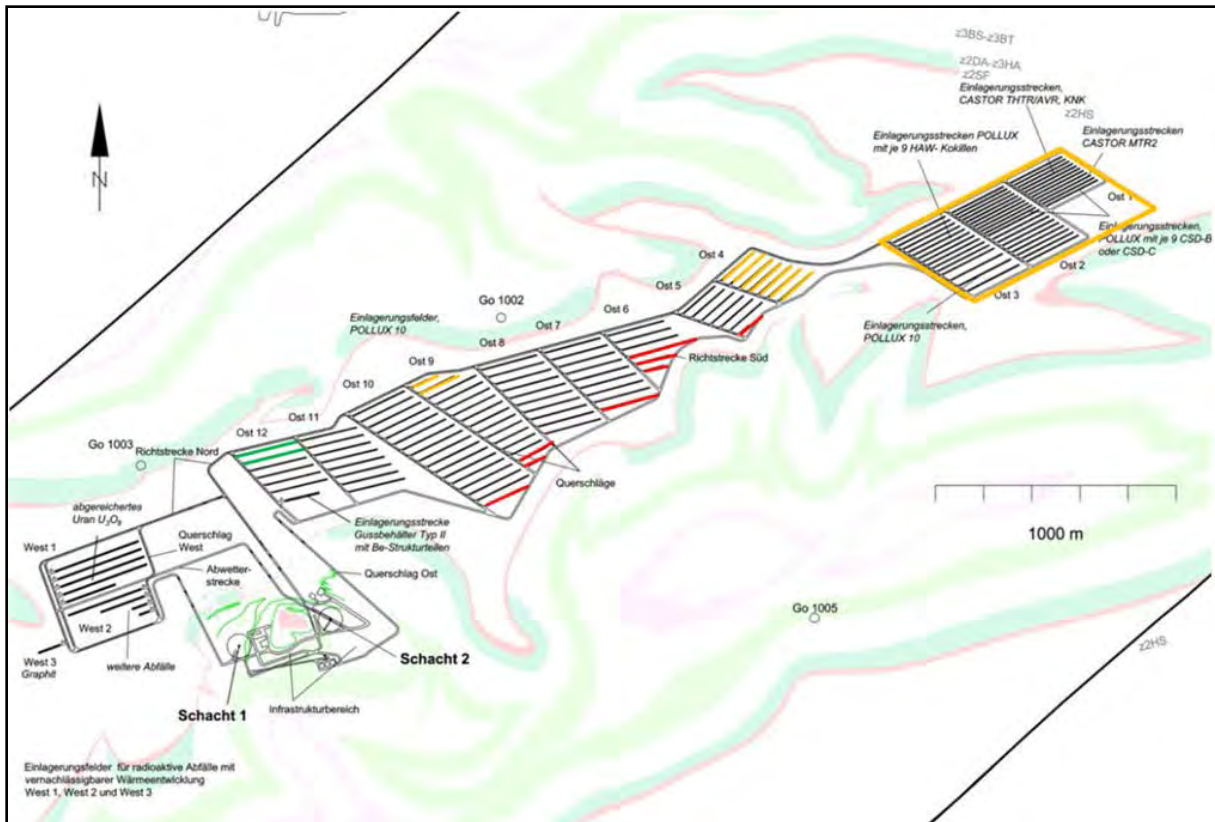 z3BS-z3BT
z2DA-z3HA
z2SF
Einlagerungsstrecken,
CASTOR THTR/AVR, KNK
z2HS
Einlagerungsstrecken POLLUX
mit je 9 HAW- Kokillen
Einlagerungsstrecken
CASTOR MTR2
N
Ost 1
Einlagerungsstrecken,
POLLUX mit je 9 CSD-B
oder CSD-C
Ost 2
Ost 3
Ost 4
Ost 5
Ost 6
Go 1002
Einlagerungsfelder,
POLLUX 10
Ost 7
Ost 8
Einlagerungsstrecken,
POLLUX 10
Richtstrecke Süd
Ost 9
Ost 10
Ost 11
Ost 12
Go 1003
Richtstrecke Nord
Querschläge
abgereichertes
Uran U3O8
Einlagerungsstrecke
Gussbehälter Typ II
mit Be-Strukturteilen
1000 m
West 1
Querschlag
West
Abwetter-
strecke
Querschlag Ost
Go 1005
West 2
z2HS
West 3
Graphit
weitere Abfälle
Schacht 2
Schacht 1
Infrastrukturbereich
Einlagerungsfelder für radioaktive Abfälle mit
vernachlässigbarer Wärmeentwicklung
West 1, West 2 und West 3